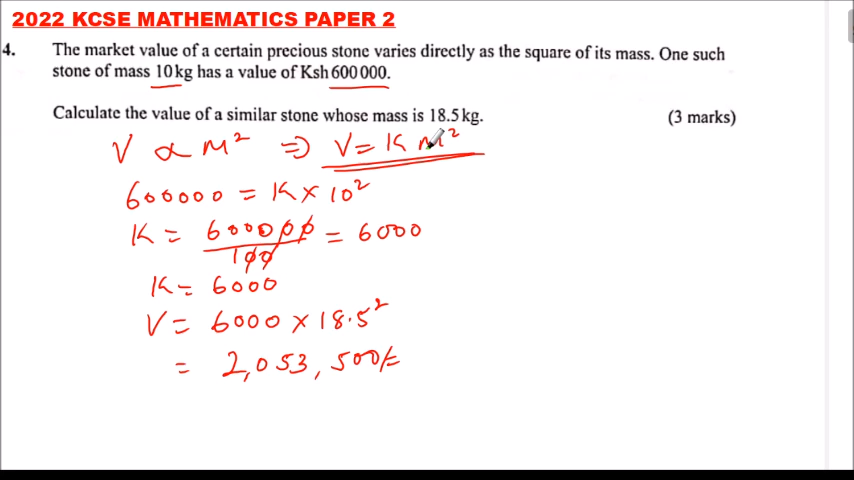 2022 KCSE MATHEMATICS PAPER 2
4. The market value of a certain precious stone varies directly as the square of its mass. One such
stone of mass 10 kg has a value of Ksh 600 000.
Calculate the value of a similar stone whose mass is 18.5 kg. (3 marks)
V ∝ M² ⇒ V = K M²
600000 = K × 10²
K = 600000/100 = 6000
K = 6000
V = 6000 × 18.5²
= 2,053,500/=